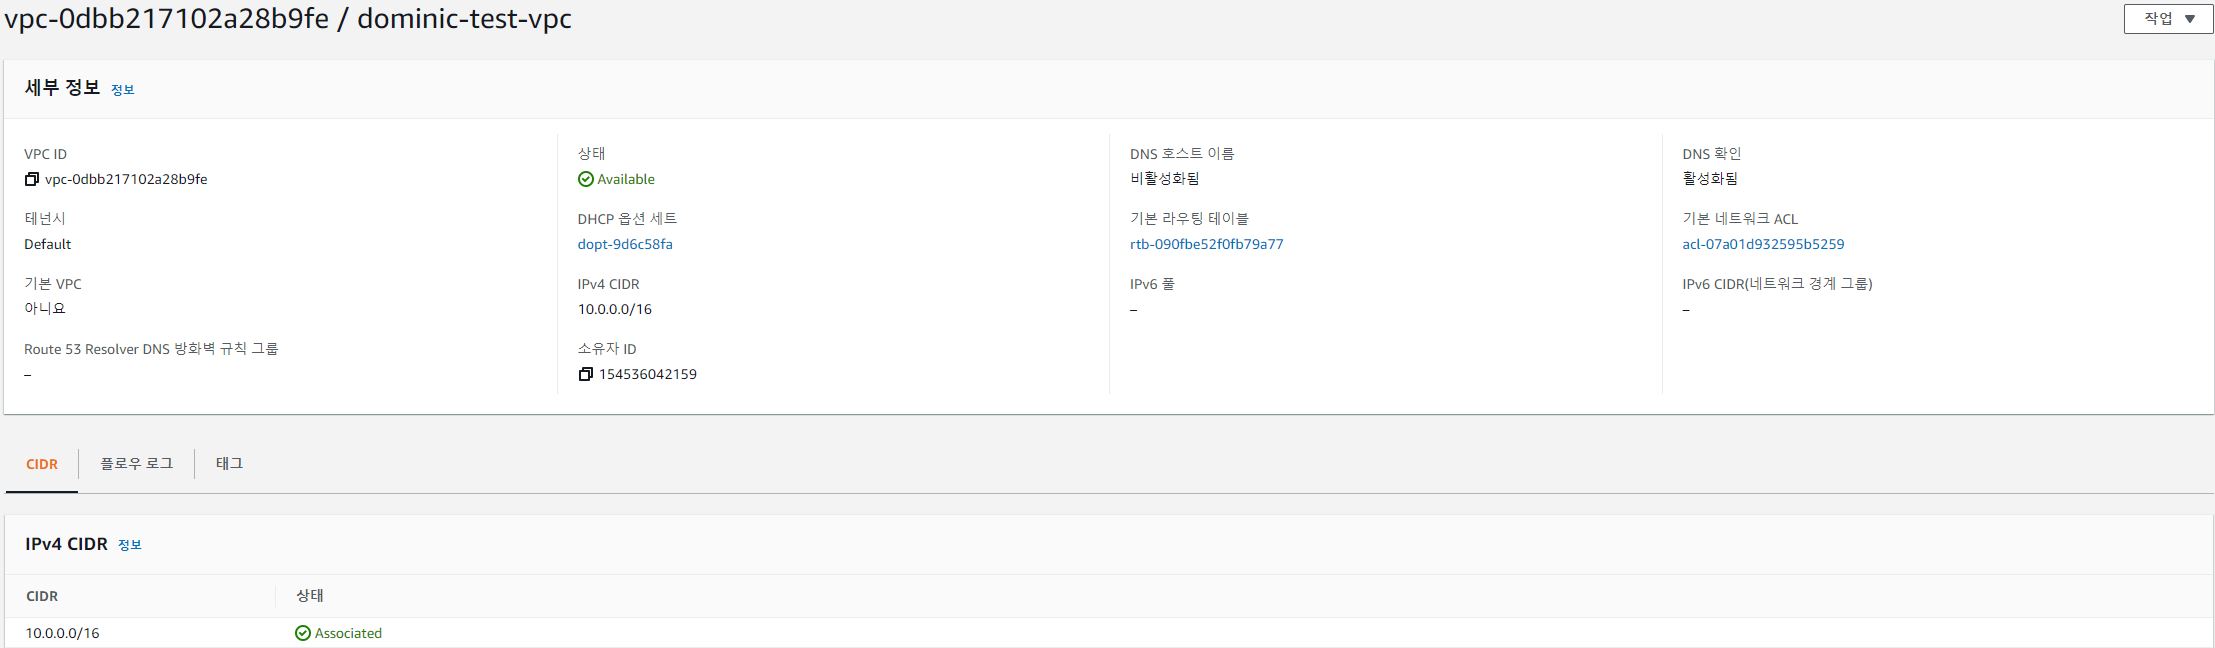 vpc-0dbb217102a28b9fe / dominic-test-vpc
작업
세부 정보 정보
VPC ID
vpc-0dbb217102a28b9fe
상태
Available
DNS 호스트 이름
비활성화됨
DNS 확인
활성화됨
테넌시
Default
DHCP 옵션 세트
dopt-9d6c58fa
기본 라우팅 테이블
rtb-090fbe52f0fb79a77
기본 네트워크 ACL
acl-07a01d932595b5259
기본 VPC
아니요
IPv4 CIDR
10.0.0.0/16
IPv6 풀
–
IPv6 CIDR(네트워크 경계 그룹)
–
Route 53 Resolver DNS 방화벽 규칙 그룹
–
소유자 ID
154536042159
CIDR 플로우 로그 태그
IPv4 CIDR 정보
CIDR 상태
10.0.0.0/16 Associated